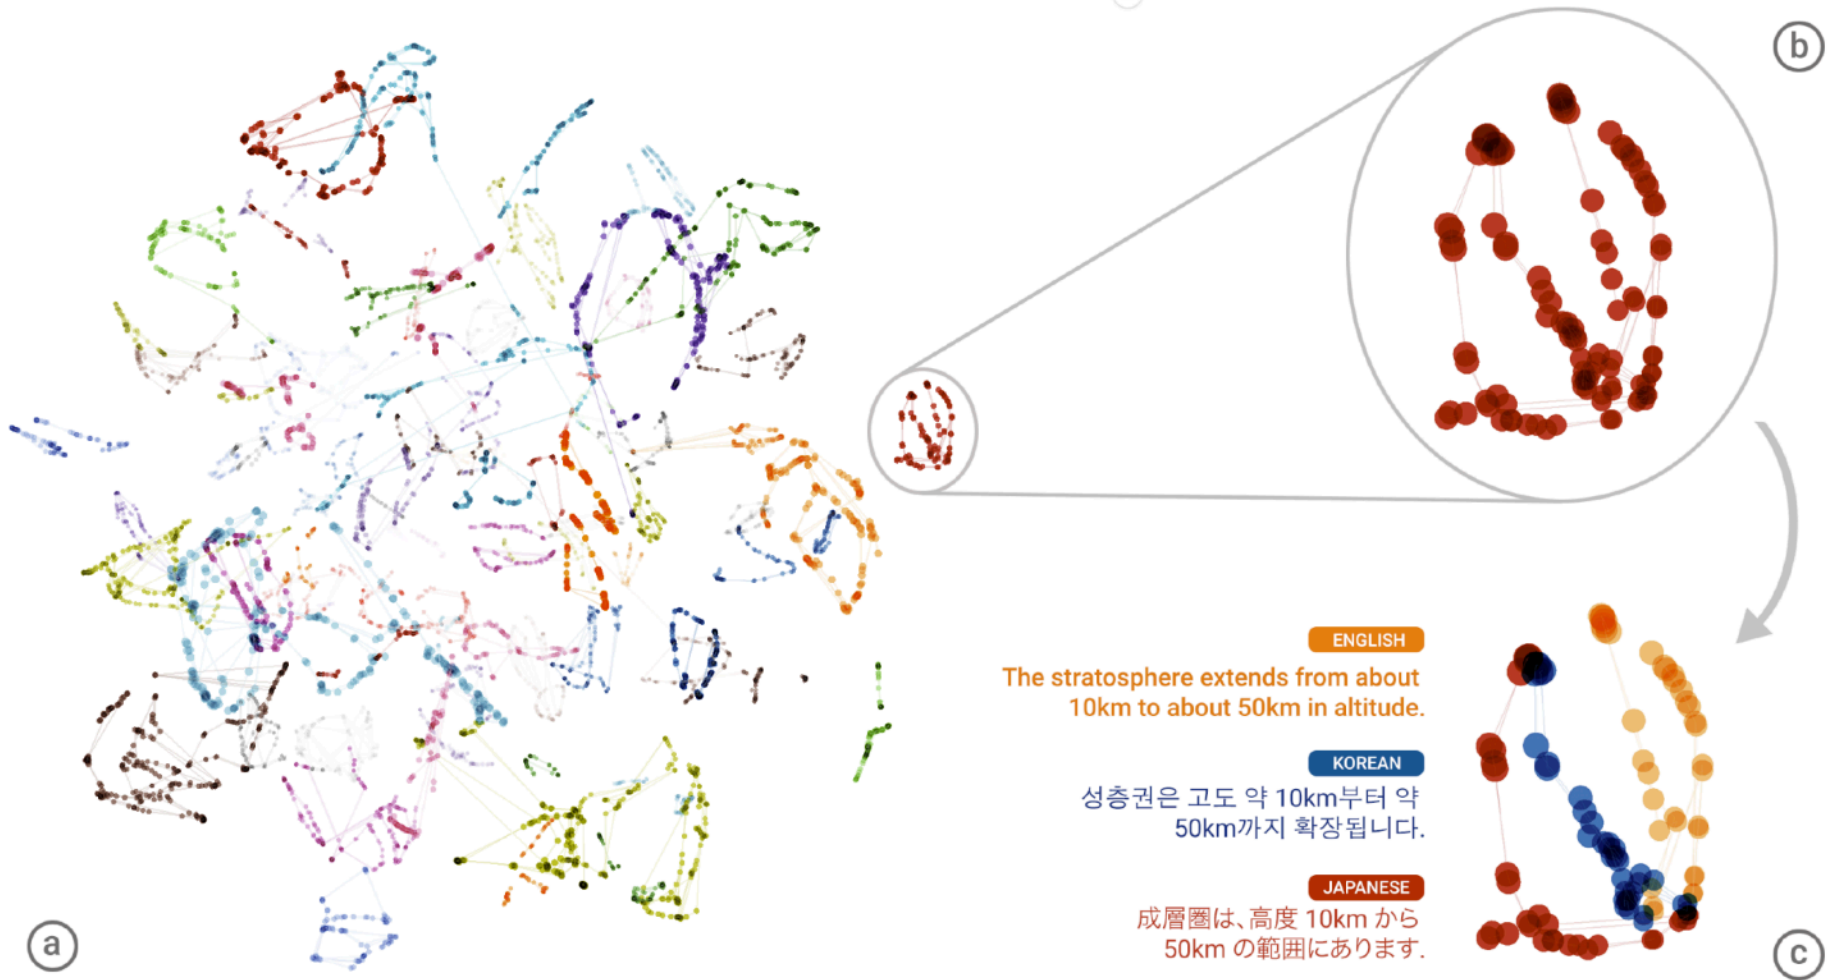 b
ENGLISH
The stratosphere extends from about
10km to about 50km in altitude.
KOREAN
성층권은 고도 약 10km부터 약
50km까지 확장됩니다.
JAPANESE
成層圏は、高度 10km から
50km の範囲にあります。
a
c